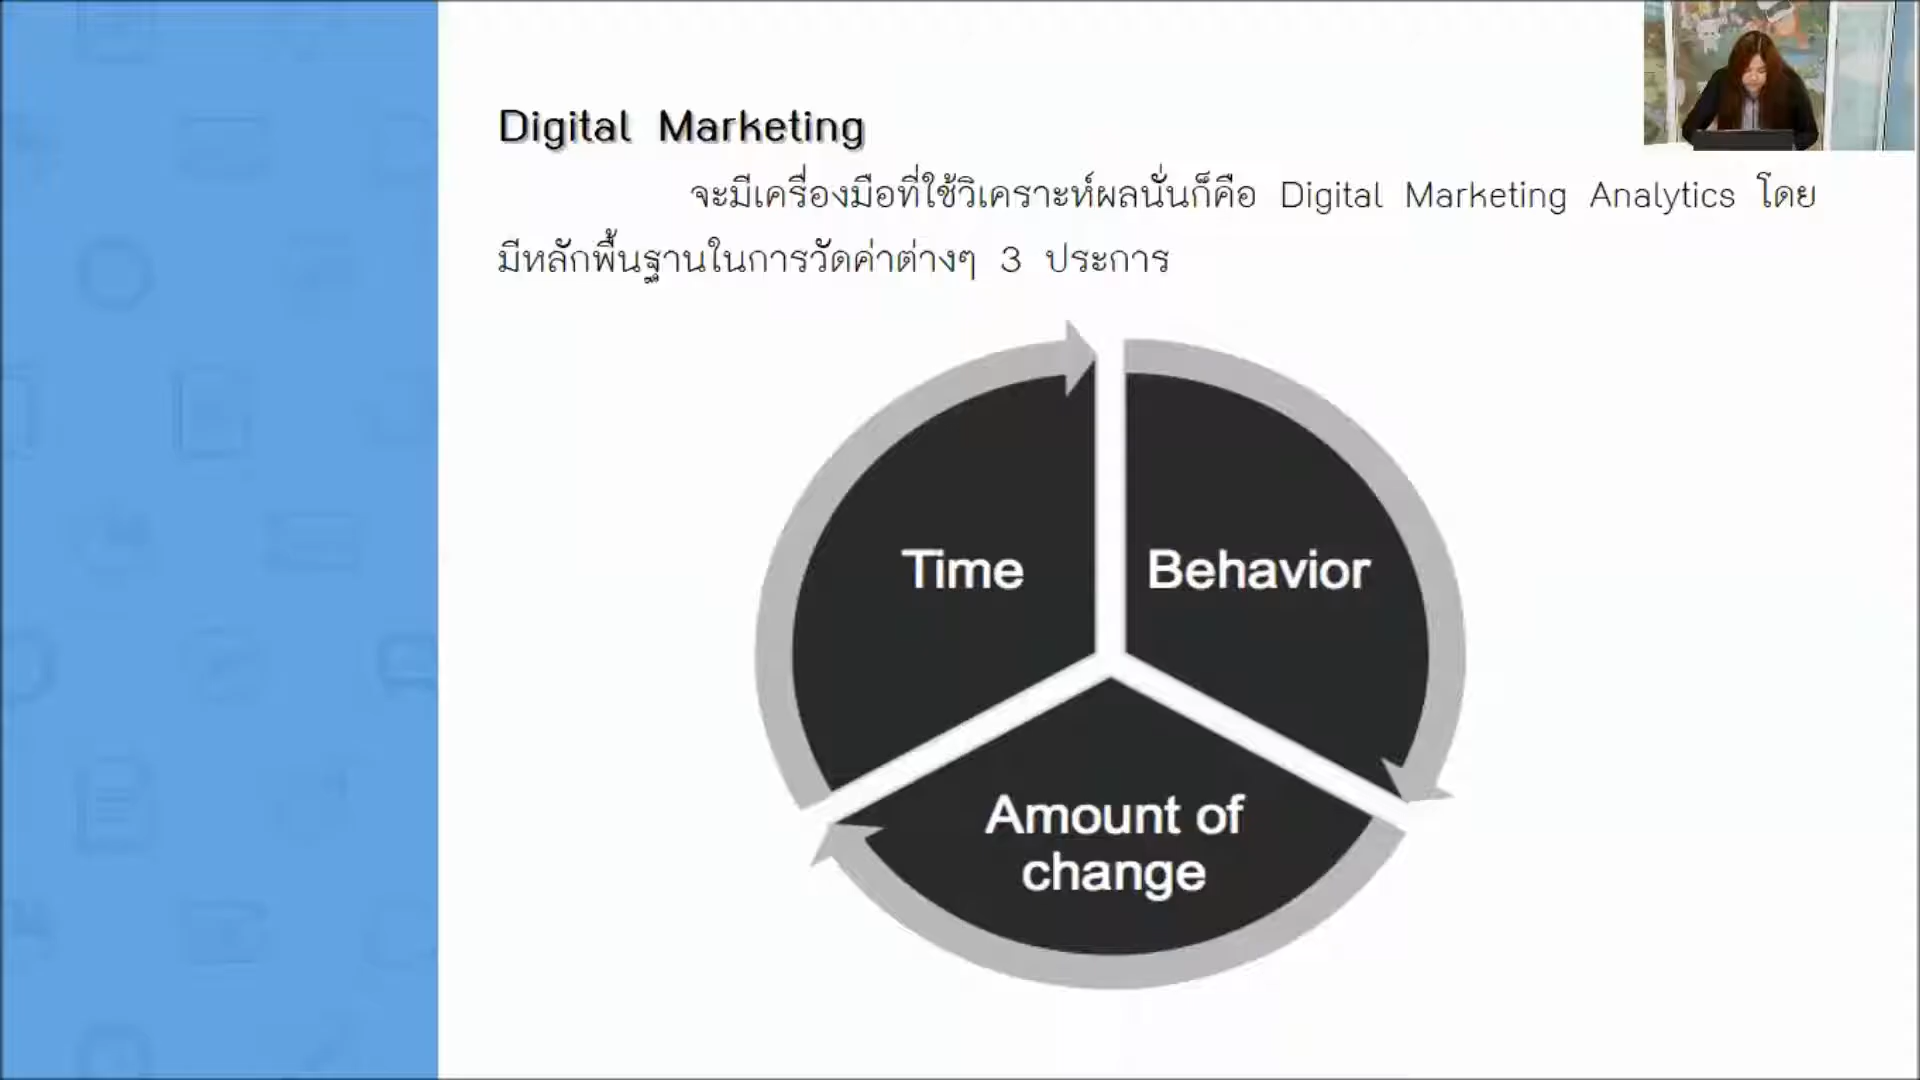 Digital Marketing
จะมีเครื่องมือที่ใช้วิเคราะห์ผลนั่นก็คือ Digital Marketing Analytics โดย
มีหลักพื้นฐานในการวัดค่าต่างๆ 3 ประการ
Time
Behavior
Amount of
change